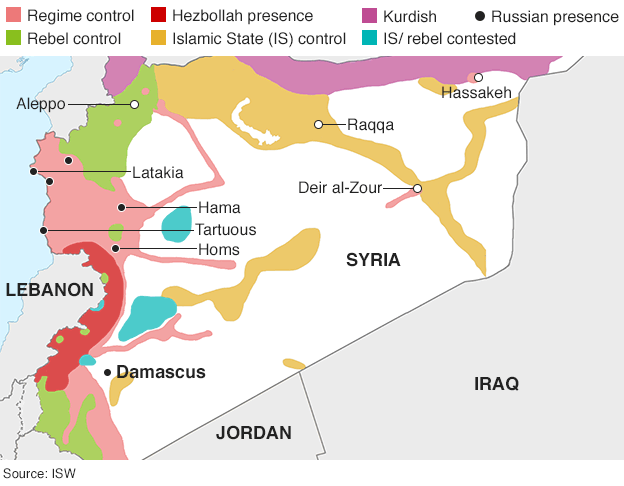 Regime control
Hezbollah presence
Kurdish
Russian presence
Rebel control
Islamic State (IS) control
IS/ rebel contested
Aleppo
Hassakeh
Raqqa
Latakia
Deir al-Zour
Hama
Tartuous
Homs
SYRIA
LEBANON
Damascus
IRAQ
JORDAN
Source: ISW